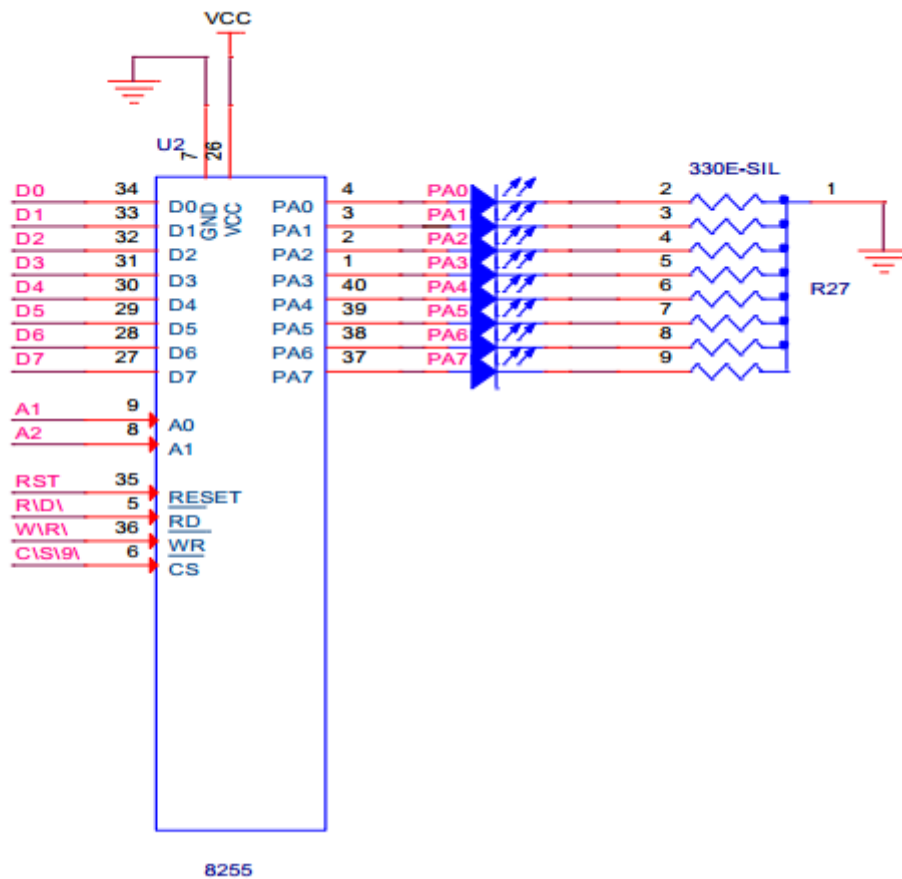 VCC
U2 7 26
330E-SIL
D0 34 D0 GND VCC PA0 4 PA0 2 1
D1 33 D1 PA1 3 PA1 3
D2 32 D2 PA2 2 PA2 4
D3 31 D3 PA3 1 PA3 5
D4 30 D4 PA4 40 PA4 6 R27
D5 29 D5 PA5 39 PA5 7
D6 28 D6 PA6 38 PA6 8
D7 27 D7 PA7 37 PA7 9
A1 9 A0
A2 8 A1
RST 35 RESET
R\D\ 5 RD
W\R\ 36 WR
C\S\9\ 6 CS
8255